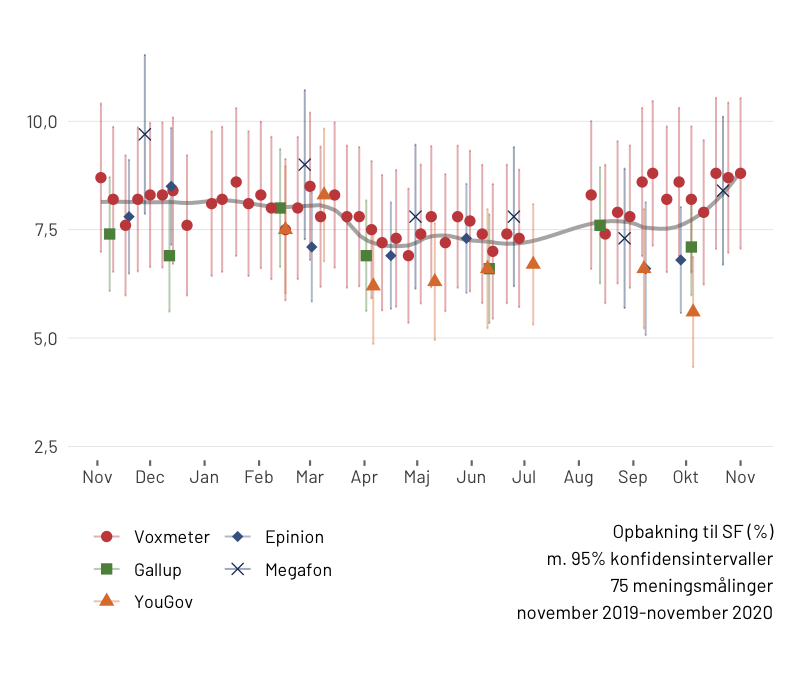 10,0
7,5
5,0
2,5
Nov Dec Jan Feb Mar Apr Maj Jun Jul Aug Sep Okt Nov
Voxmeter Epinion
Gallup Megafon
YouGov
Opbakning til SF (%)
m. 95% konfidensintervaller
75 meningsmålinger
november 2019-november 2020